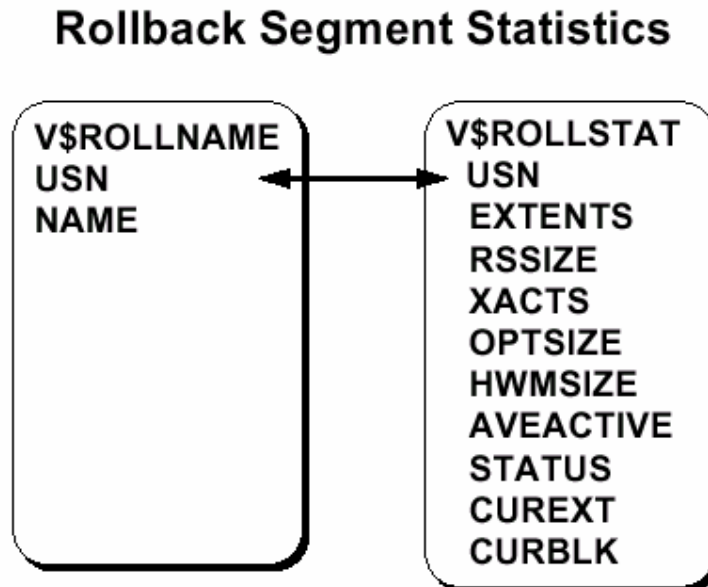 Rollback Segment Statistics
V$ROLLNAME
USN
NAME
V$ROLLSTAT
USN
EXTENTS
RSSIZE
XACTS
OPTSIZE
HWMSIZE
AVEACTIVE
STATUS
CUREXT
CURBLK